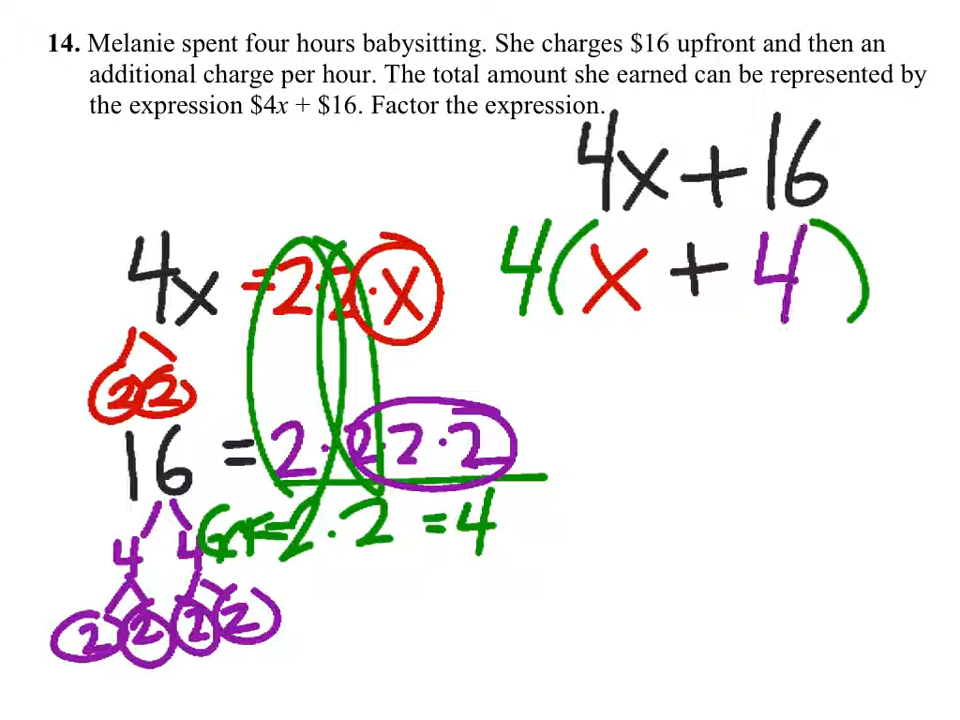 14. Melanie spent four hours babysitting. She charges $16 upfront and then an
additional charge per hour. The total amount she earned can be represented by
the expression $4x + $16. Factor the expression.
4x + 16
4(x + 4)
4x = 2 · 2 · x
2 2
16 = 2 · 2 · 2 · 2
GCF = 2 · 2 = 4
4 4
2 2 2 2